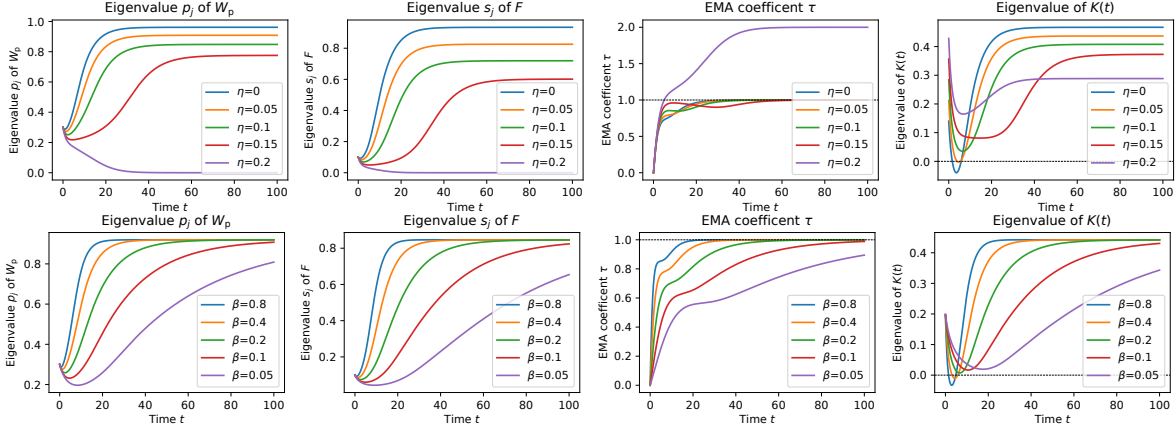 Eigenvalue p_j of W_p
Eigenvalue s_j of F
EMA coefficent τ
Eigenvalue of K(t)
Eigenvalue p_j of W_p
1.0
0.8
0.6
0.4
0.2
0.0
η=0
η=0.05
η=0.1
η=0.15
η=0.2
0 20 40 60 80 100
Time t
Eigenvalue s_j of F
1.0
0.8
0.6
0.4
0.2
0.0
η=0
η=0.05
η=0.1
η=0.15
η=0.2
0 20 40 60 80 100
Time t
EMA coefficient τ
2.0
1.5
1.0
0.5
0.0
η=0
η=0.05
η=0.1
η=0.15
η=0.2
0 20 40 60 80 100
Time t
Eigenvalue of K(t)
0.4
0.3
0.2
0.1
0.0
η=0
η=0.05
η=0.1
η=0.15
η=0.2
0 20 40 60 80 100
Time t
Eigenvalue p_j of W_p
Eigenvalue s_j of F
EMA coefficent τ
Eigenvalue of K(t)
Eigenvalue p_j of W_p
0.8
0.6
0.4
0.2
β=0.8
β=0.4
β=0.2
β=0.1
β=0.05
0 20 40 60 80 100
Time t
Eigenvalue s_j of F
0.8
0.6
0.4
0.2
β=0.8
β=0.4
β=0.2
β=0.1
β=0.05
0 20 40 60 80 100
Time t
EMA coefficient τ
1.0
0.8
0.6
0.4
0.2
0.0
β=0.8
β=0.4
β=0.2
β=0.1
β=0.05
0 20 40 60 80 100
Time t
Eigenvalue of K(t)
0.4
0.3
0.2
0.1
0.0
β=0.8
β=0.4
β=0.2
β=0.1
β=0.05
0 20 40 60 80 100
Time t